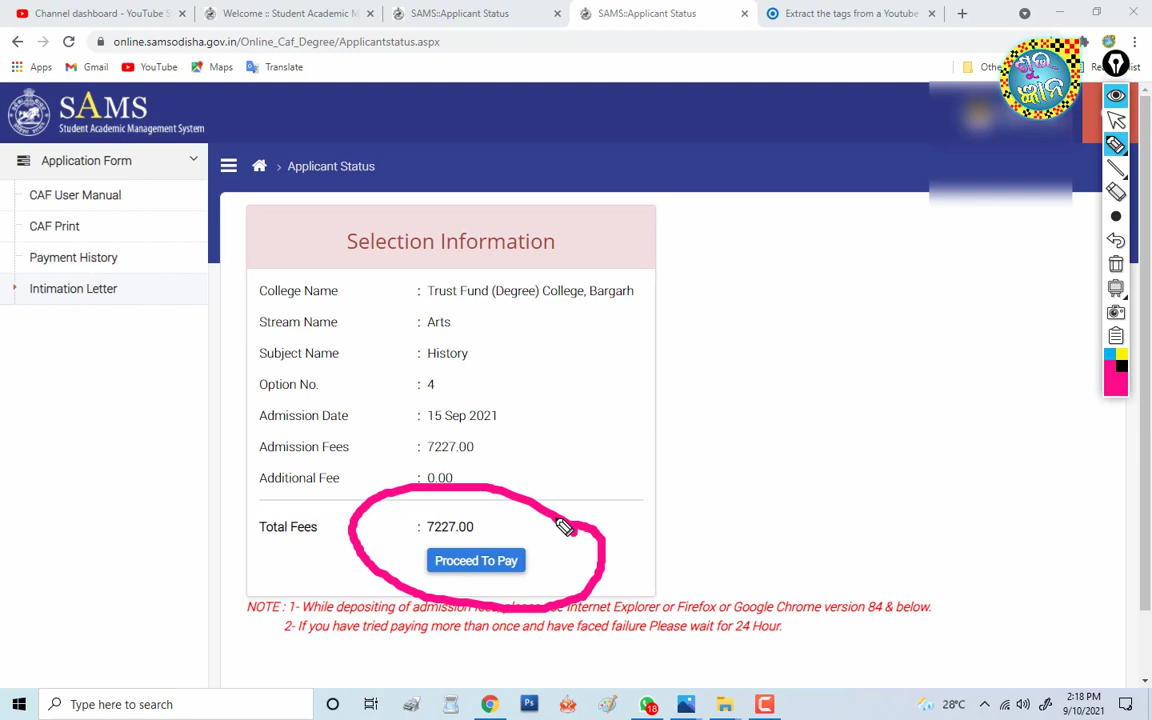 Channel dashboard - YouTube S
Welcome :: Student Academic M
SAMS::Applicant Status
SAMS::Applicant Status
Extract the tags from a Youtube
online.samsodisha.gov.in/Online_Caf_Degree/Applicantstatus.aspx
Apps
Gmail
YouTube
Maps
Translate
SAMS
Student Academic Management System
Application Form
CAF User Manual
CAF Print
Payment History
Intimation Letter
Applicant Status
Selection Information
College Name : Trust Fund (Degree) College, Bargarh
Stream Name : Arts
Subject Name : History
Option No. : 4
Admission Date : 15 Sep 2021
Admission Fees : 7227.00
Additional Fee : 0.00
Total Fees : 7227.00
Proceed To Pay
NOTE : 1- While depositing of admission Internet Explorer or Firefox or Google Chrome version 84 & below.
2- If you have tried paying more than once and have faced failure Please wait for 24 Hour.
Type here to search
18
28°C
2:18 PM
9/10/2021